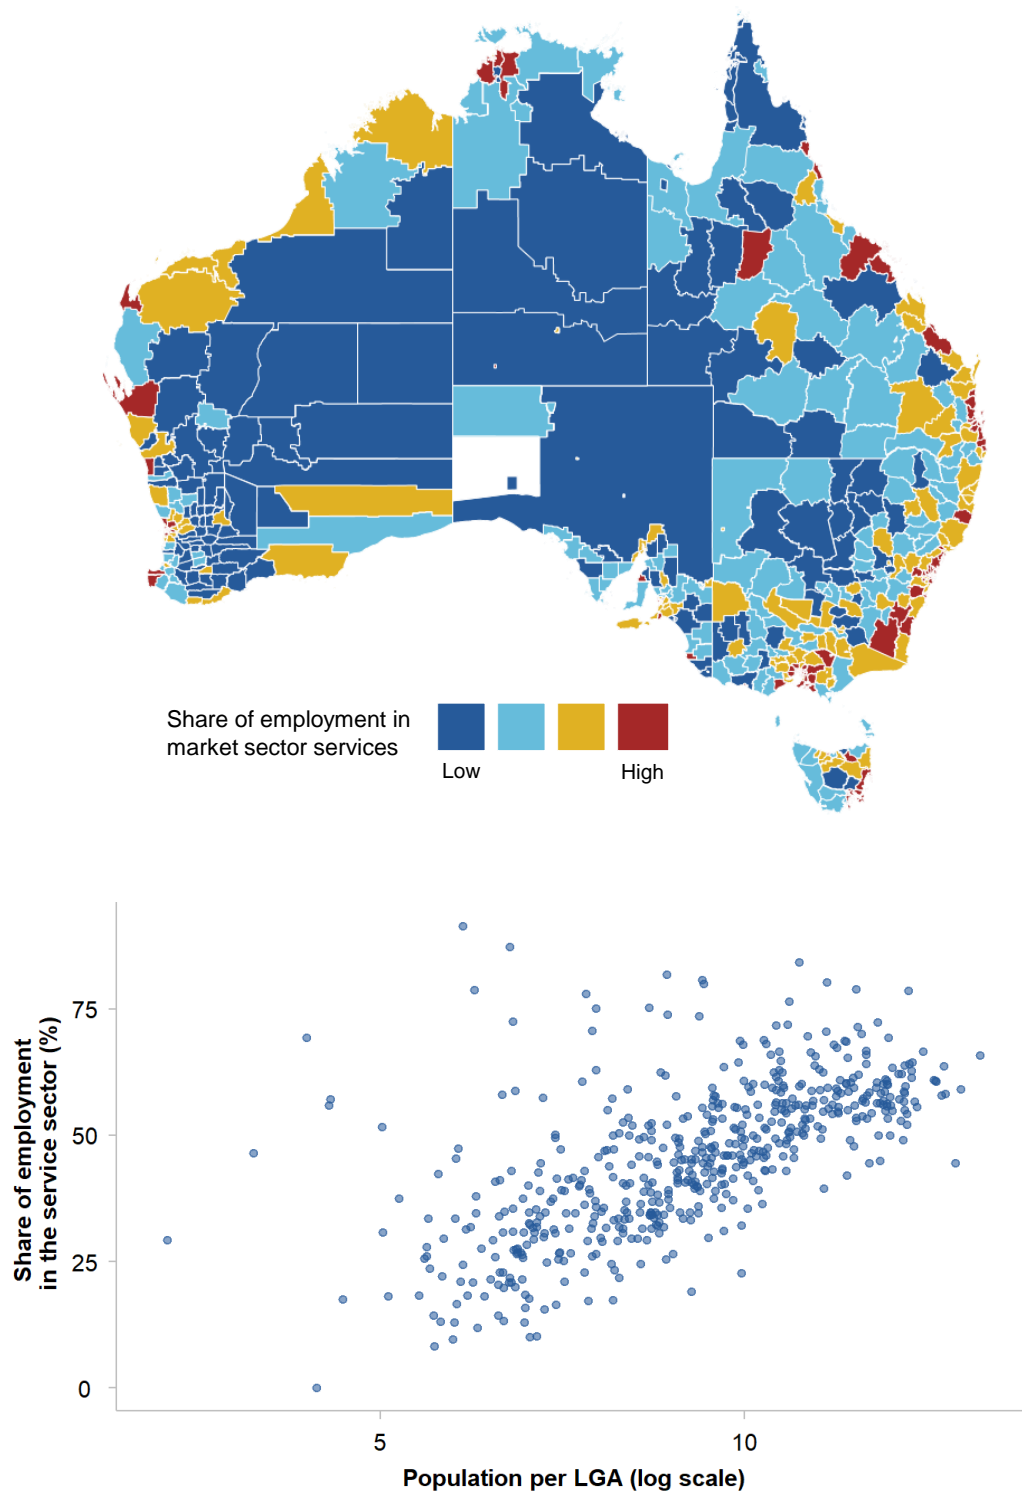 Share of employment in
market sector services
Low
High
Share of employment
in the service sector (%)
75
50
25
0
5
10
Population per LGA (log scale)